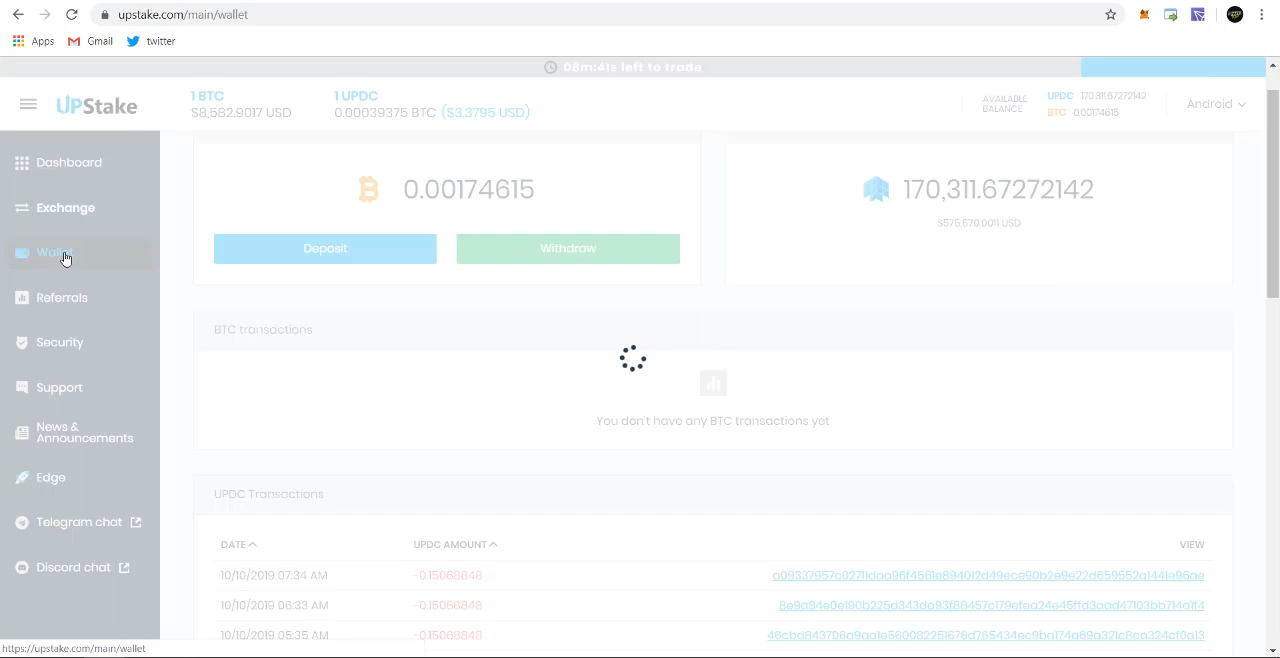 upstake.com/main/wallet
Apps
Gmail
twitter
08m:41s left to trade
UPStake
1 BTC
$8,582.9017 USD
1 UPDC
0.00039375 BTC ($3.3795 USD)
AVAILABLE
BALANCE
UPDC 170,311.67272142
BTC 0.00174615
Android
Dashboard
Exchange
Wallet
Referrals
Security
Support
News &
Announcements
Edge
Telegram chat
Discord chat
0.00174615
Deposit
Withdraw
170,311.67272142
$575,570.0011 USD
BTC transactions
You don't have any BTC transactions yet
UPDC Transactions
DATE
UPDC AMOUNT
VIEW
10/10/2019 07:34 AM
-0.15068848
10/10/2019 06:33 AM
-0.15068848
10/10/2019 05:35 AM
-0.15068848
https://upstake.com/main/wallet